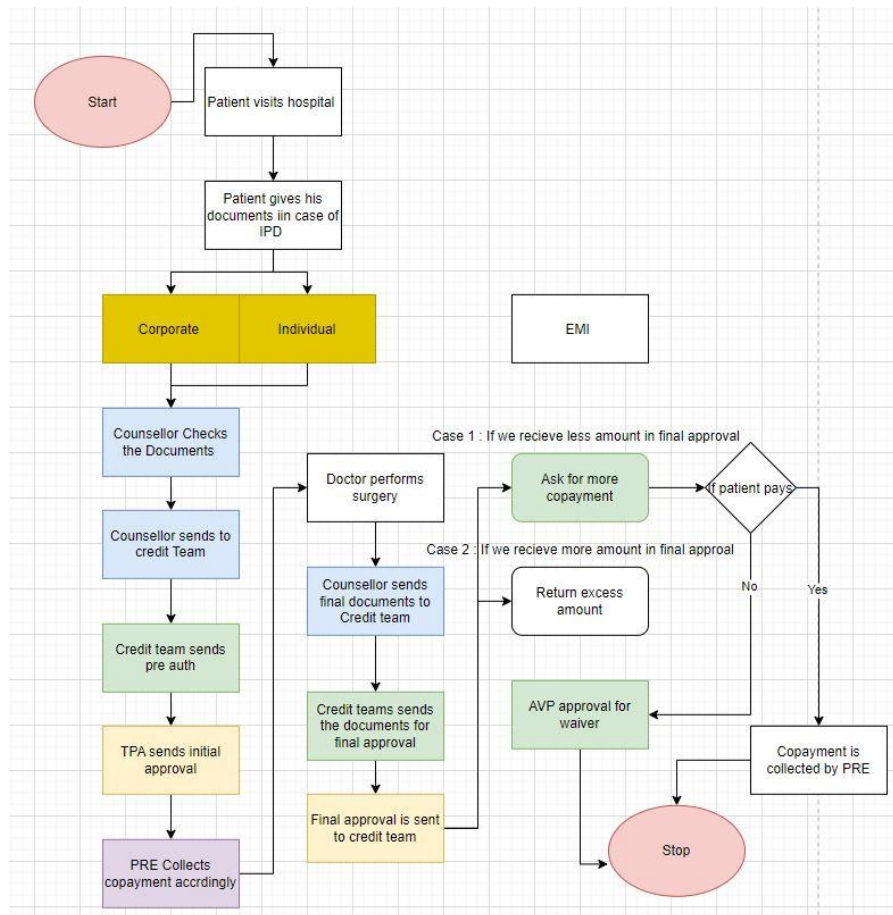 Start
Patient visits hospital
Patient gives his
documents iin case of
IPD
Corporate
Individual
EMI
Counsellor Checks
the Documents
Counsellor sends to
credit Team
Credit team sends
pre auth
TPA sends initial
approval
PRE Collects
copayment accrdingly
Doctor performs
surgery
Counsellor sends
final documents to
Credit team
Credit teams sends
the documents for
final approval
Final approval is sent
to credit team
Case 1 : If we recieve less amount in final approval
Ask for more
copayment
If patient pays
Case 2 : If we recieve more amount in final approal
Return excess
amount
No
Yes
AVP approval for
waiver
Copayment is
collected by PRE
Stop